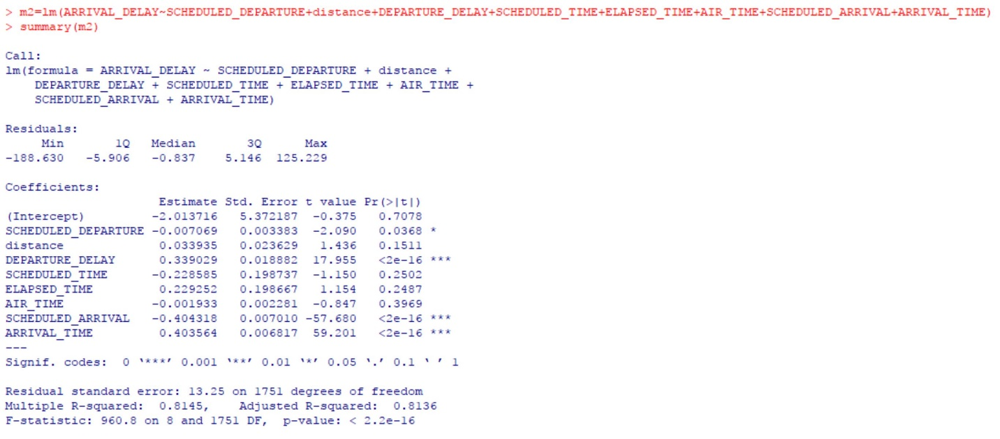 > m2=lm(ARRIVAL_DELAY~SCHEDULED_DEPARTURE+distance+DEPARTURE_DELAY+SCHEDULED_TIME+ELAPSED_TIME+AIR_TIME+SCHEDULED_ARRIVAL+ARRIVAL_TIME)
> summary(m2)
Call:
lm(formula = ARRIVAL_DELAY ~ SCHEDULED_DEPARTURE + distance +
    DEPARTURE_DELAY + SCHEDULED_TIME + ELAPSED_TIME + AIR_TIME +
    SCHEDULED_ARRIVAL + ARRIVAL_TIME)
Residuals:
     Min       1Q   Median       3Q      Max
-188.630   -5.906   -0.837    5.146  125.229
Coefficients:
                      Estimate Std. Error t value Pr(>|t|)
(Intercept)         -2.013716   5.372187  -0.375   0.7078
SCHEDULED_DEPARTURE -0.007069   0.003383  -2.090   0.0368 *
distance             0.033935   0.023629   1.436   0.1511
DEPARTURE_DELAY      0.339029   0.018882  17.955   <2e-16 ***
SCHEDULED_TIME      -0.228585   0.198737  -1.150   0.2502
ELAPSED_TIME         0.229252   0.198667   1.154   0.2487
AIR_TIME            -0.001933   0.002281  -0.847   0.3969
SCHEDULED_ARRIVAL   -0.404318   0.007010 -57.680   <2e-16 ***
ARRIVAL_TIME         0.403564   0.006817  59.201   <2e-16 ***
---
Signif. codes:  0 ‘***’ 0.001 ‘**’ 0.01 ‘*’ 0.05 ‘.’ 0.1 ‘ ’ 1
Residual standard error: 13.25 on 1751 degrees of freedom
Multiple R-squared:  0.8145,    Adjusted R-squared:  0.8136
F-statistic: 960.8 on 8 and 1751 DF,  p-value: < 2.2e-16